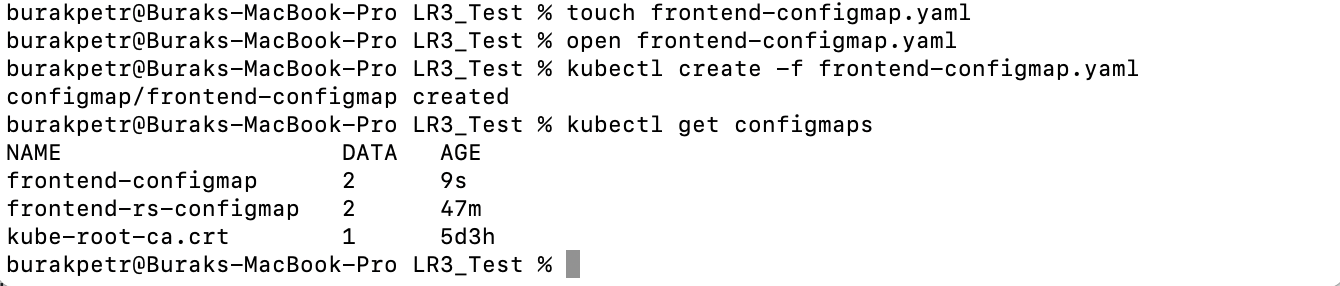 burakpetr@Buraks-MacBook-Pro LR3_Test % touch frontend-configmap.yaml
burakpetr@Buraks-MacBook-Pro LR3_Test % open frontend-configmap.yaml
burakpetr@Buraks-MacBook-Pro LR3_Test % kubectl create -f frontend-configmap.yaml
configmap/frontend-configmap created
burakpetr@Buraks-MacBook-Pro LR3_Test % kubectl get configmaps
NAME                    DATA   AGE
frontend-configmap      2      9s
frontend-rs-configmap   2      47m
kube-root-ca.crt        1      5d3h
burakpetr@Buraks-MacBook-Pro LR3_Test %